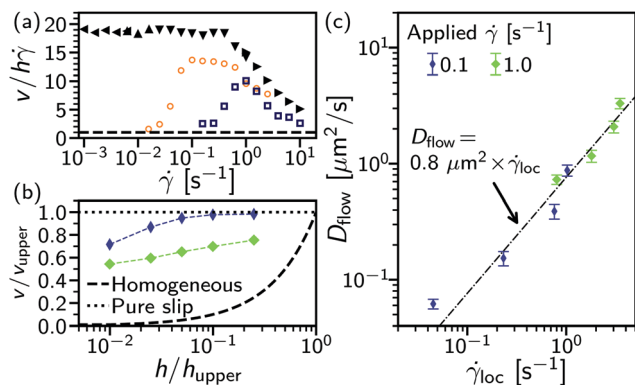 (a)
20
15
10
5
0
v/hγ̇
10⁻³ 10⁻² 10⁻¹ 10⁰ 10¹
γ̇ [s⁻¹]
(b)
1.0
0.8
0.6
0.4
0.2
0.0
v/v_upper
Homogeneous
Pure slip
10⁻² 10⁻¹ 10⁰
h/h_upper
(c)
Applied γ̇ [s⁻¹]
0.1 1.0
10¹
10⁰
10⁻¹
D_flow [μm²/s]
D_flow =
0.8 μm² × γ̇_loc
10⁻¹ 10⁰
γ̇_loc [s⁻¹]